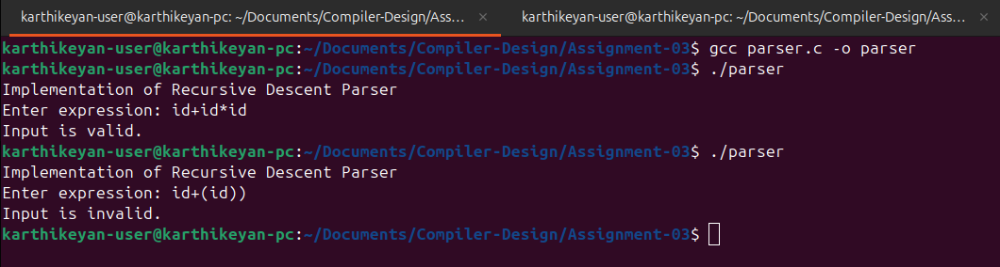 karthikeyan-user@karthikeyan-pc: ~/Documents/Compiler-Design/Ass... × karthikeyan-user@karthikeyan-pc: ~/Documents/Compiler-Design/Ass... ×
karthikeyan-user@karthikeyan-pc:~/Documents/Compiler-Design/Assignment-03$ gcc parser.c -o parser
karthikeyan-user@karthikeyan-pc:~/Documents/Compiler-Design/Assignment-03$ ./parser
Implementation of Recursive Descent Parser
Enter expression: id+id*id
Input is valid.
karthikeyan-user@karthikeyan-pc:~/Documents/Compiler-Design/Assignment-03$ ./parser
Implementation of Recursive Descent Parser
Enter expression: id+(id))
Input is invalid.
karthikeyan-user@karthikeyan-pc:~/Documents/Compiler-Design/Assignment-03$